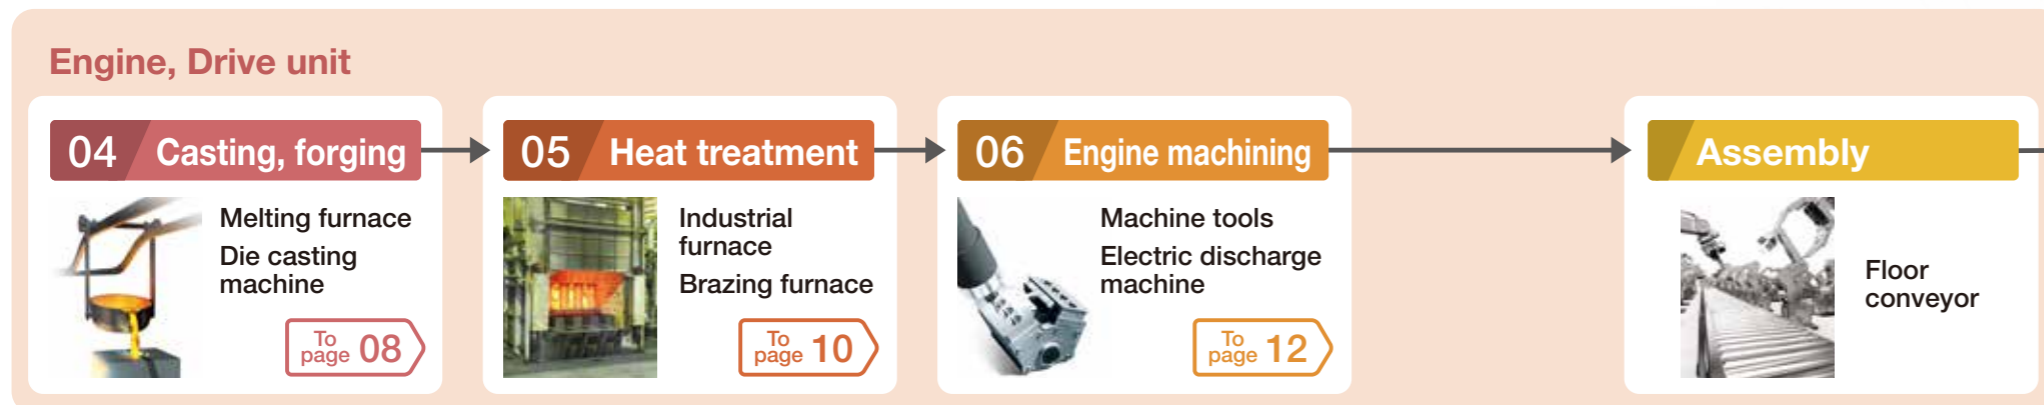 Engine, Drive unit
04 Casting, forging
Melting furnace
Die casting
machine
To
page 08
05 Heat treatment
Industrial
furnace
Brazing furnace
To
page 10
06 Engine machining
Machine tools
Electric discharge
machine
To
page 12
Assembly
Floor
conveyor